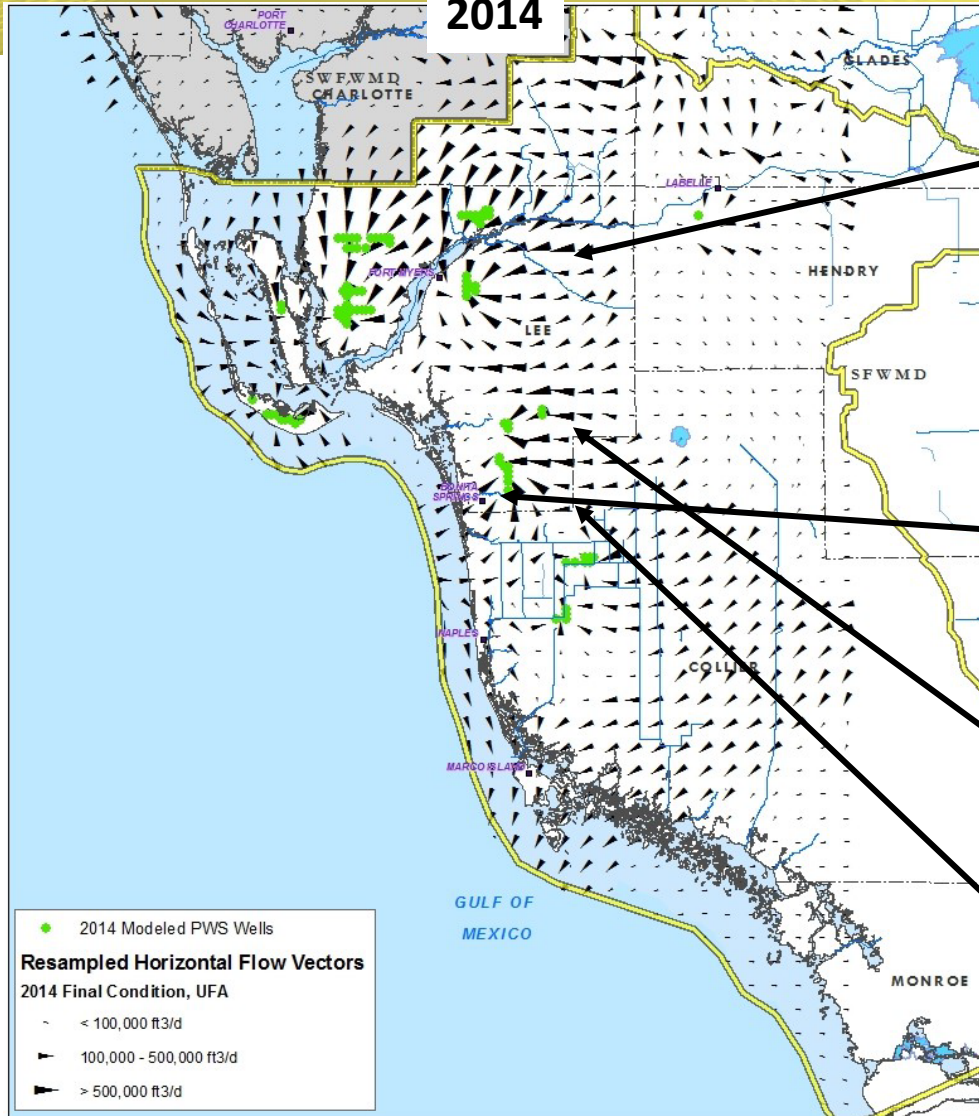 2014
PORT
CHARLOTTE
SWFWMD
CHARLOTTE
GLADES
LABELLE
HENDRY
FORT MYERS
LEE
SFWMD
BONITA
SPRINGS
NAPLES
COLLIER
MARCO ISLAND
GULF OF
MEXICO
MONROE
2014 Modeled PWS Wells
Resampled Horizontal Flow Vectors
2014 Final Condition, UFA
< 100,000 ft3/d
100,000 - 500,000 ft3/d
> 500,000 ft3/d